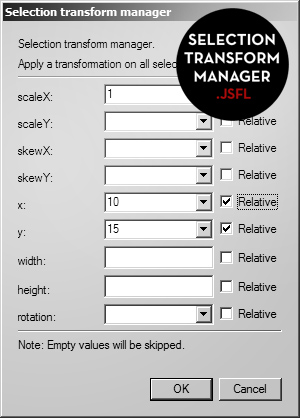 Selection transform manager
Selection transform manager.
Apply a transformation on all selec
SELECTION
TRANSFORM
MANAGER
.JSFL
scaleX: 1
scaleY: Relative
skewX: Relative
skewY: Relative
x: 10 Relative
y: 15 Relative
width: Relative
height: Relative
rotation: Relative
Note: Empty values will be skipped.
OK Cancel